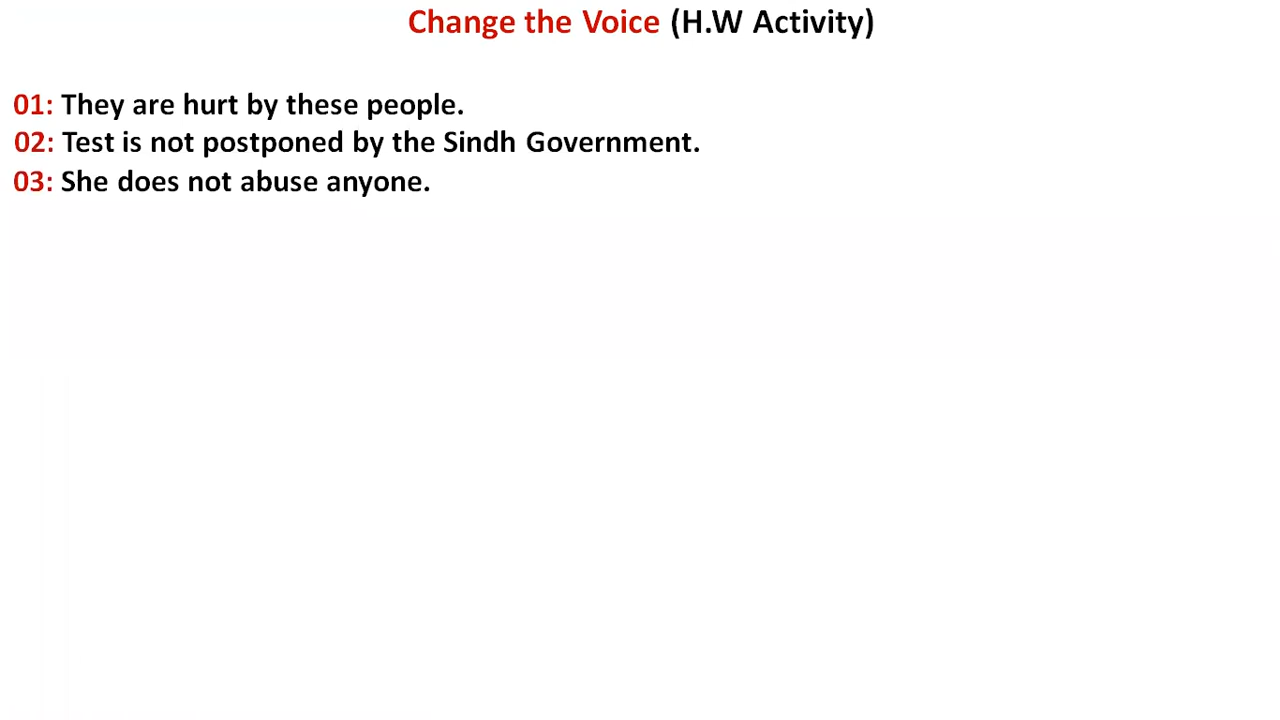 Change the Voice (H.W Activity)
01: They are hurt by these people.
02: Test is not postponed by the Sindh Government.
03: She does not abuse anyone.